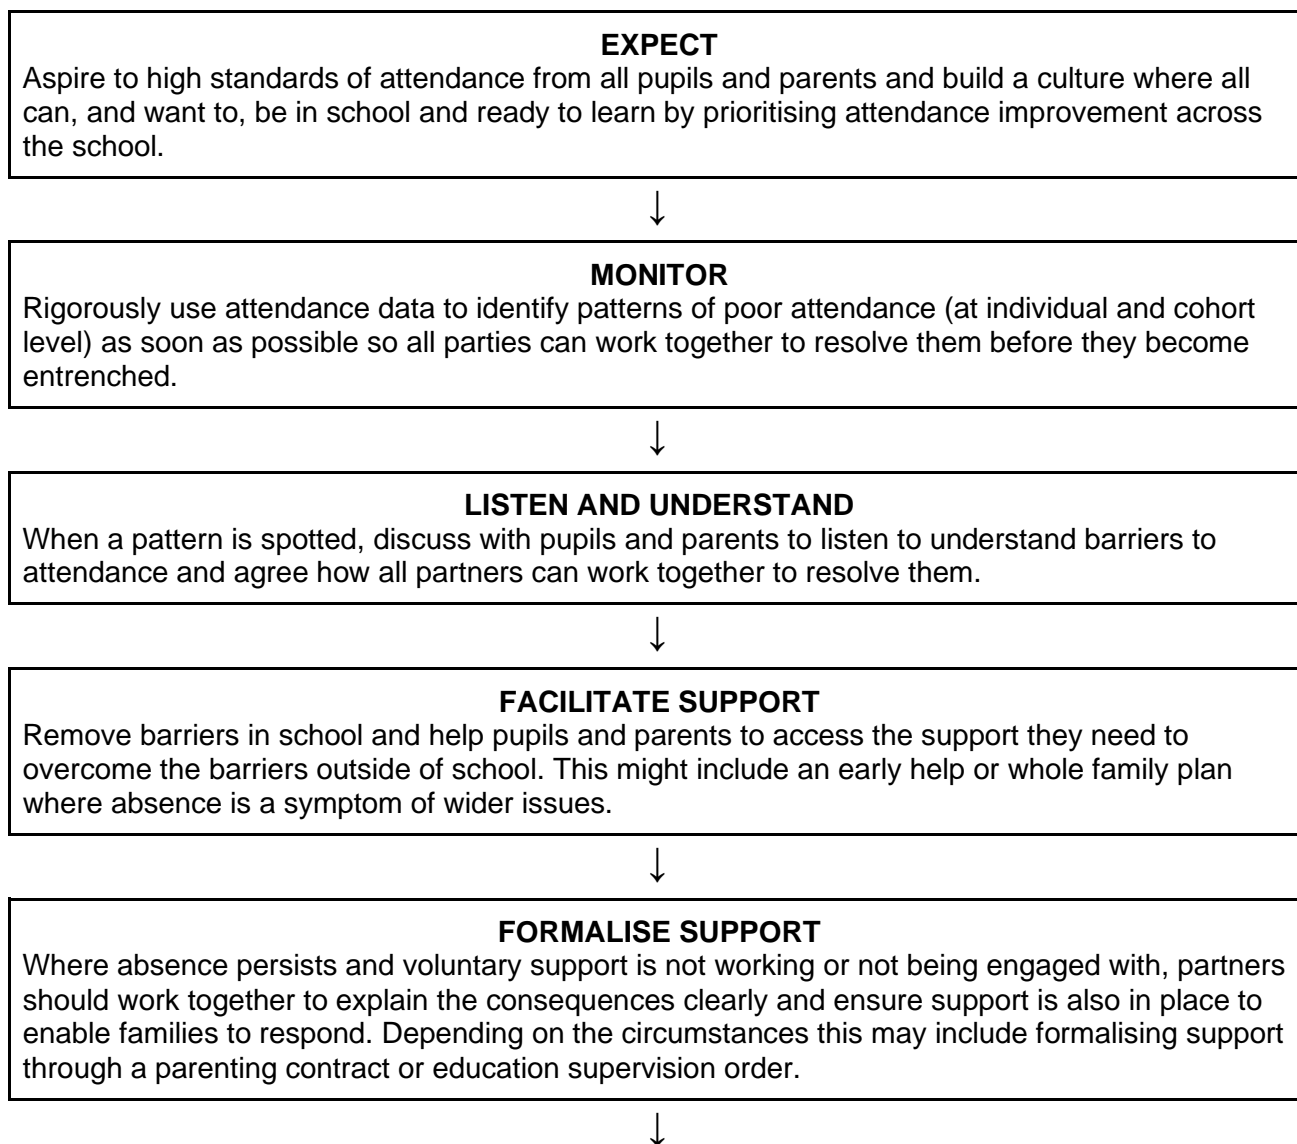 EXPECT
Aspire to high standards of attendance from all pupils and parents and build a culture where all
can, and want to, be in school and ready to learn by prioritising attendance improvement across
the school.
↓
MONITOR
Rigorously use attendance data to identify patterns of poor attendance (at individual and cohort
level) as soon as possible so all parties can work together to resolve them before they become
entrenched.
↓
LISTEN AND UNDERSTAND
When a pattern is spotted, discuss with pupils and parents to listen to understand barriers to
attendance and agree how all partners can work together to resolve them.
↓
FACILITATE SUPPORT
Remove barriers in school and help pupils and parents to access the support they need to
overcome the barriers outside of school. This might include an early help or whole family plan
where absence is a symptom of wider issues.
↓
FORMALISE SUPPORT
Where absence persists and voluntary support is not working or not being engaged with, partners
should work together to explain the consequences clearly and ensure support is also in place to
enable families to respond. Depending on the circumstances this may include formalising support
through a parenting contract or education supervision order.
↓